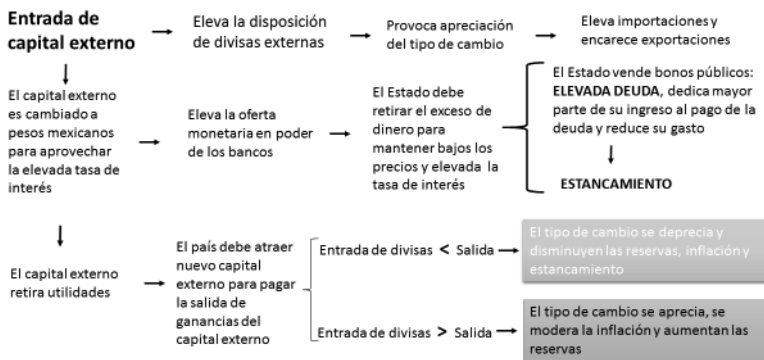 Entrada de
capital externo
Eleva la disposición
de divisas externas
Provoca apreciación
del tipo de cambio
Eleva importaciones y
encarece exportaciones
El capital externo
es cambiado a
pesos mexicanos
para aprovechar
la elevada tasa de
interés
Eleva la oferta
monetaria en poder
de los bancos
El Estado debe
retirar el exceso de
dinero para
mantener bajos los
precios y elevada la
tasa de interés
El Estado vende bonos públicos:
ELEVADA DEUDA, dedica mayor
parte de su ingreso al pago de la
deuda y reduce su gasto
ESTANCAMIENTO
El capital externo
retira utilidades
El país debe atraer
nuevo capital
externo para pagar
la salida de
ganancias del
capital externo
Entrada de divisas < Salida
El tipo de cambio se deprecia y
disminuyen las reservas, inflación y
estancamiento
Entrada de divisas > Salida
El tipo de cambio se aprecia, se
modera la inflación y aumentan las
reservas